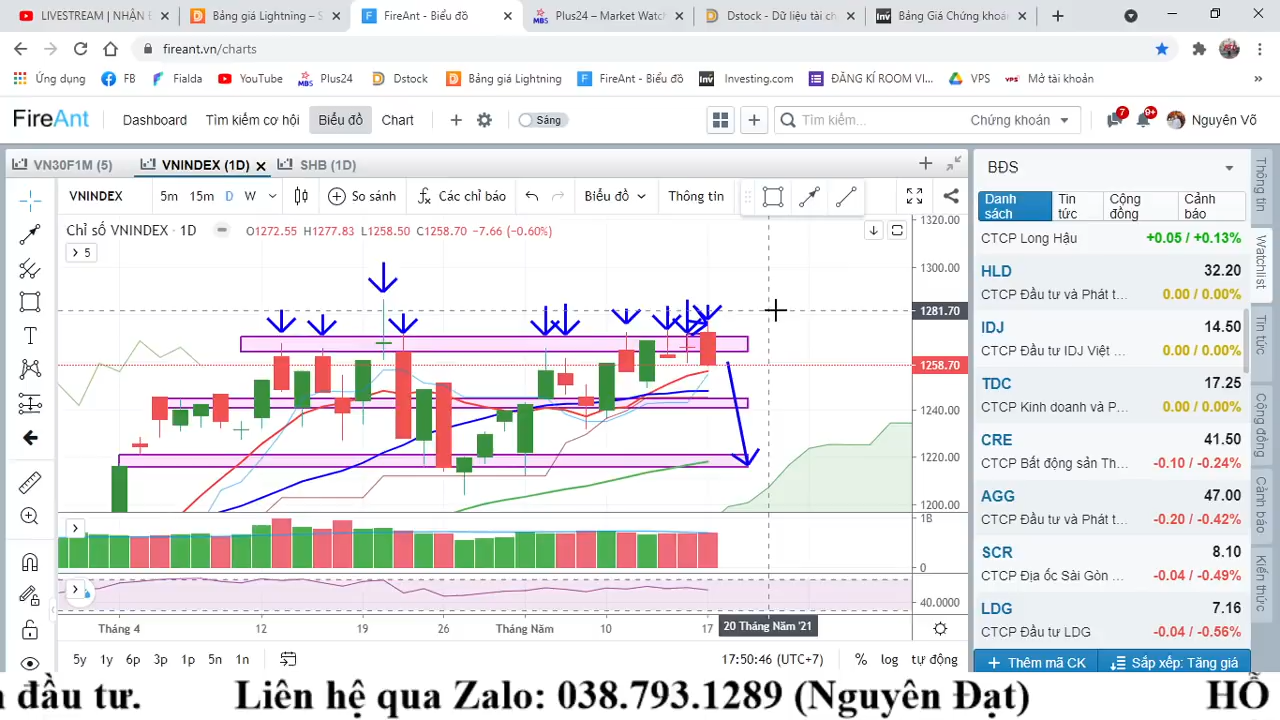 LIVESTREAM | NHẬN
Bảng giá Lightning – S
FireAnt - Biểu đồ
MBS Plus24 – Market Watc
Dstock - Dữ liệu tài ch
Inv Bảng Giá Chứng khoá
fireant.vn/charts
Ứng dụng FB Fialda YouTube MBS Plus24 Dstock Bảng giá Lightning FireAnt - Biểu đồ Inv Investing.com ĐĂNG KÍ ROOM VI... VPS VPS Mở tài khoản »
FireAnt Dashboard Tìm kiếm cơ hội Biểu đồ Chart Sáng Tìm kiếm... Chứng khoán 7 9+ Nguyên Võ
VN30F1M (5) VNINDEX (1D) SHB (1D)
VNINDEX 5m 15m D W So sánh Các chỉ báo Biểu đồ Thông tin
Chỉ số VNINDEX · 1D O1272.55 H1277.83 L1258.50 C1258.70 -7.66 (-0.60%)
5
1320.00
1300.00
1281.70
1258.70
1240.00
1220.00
1200.00
1B
0
40.0000
Tháng 4 12 19 26 Tháng Năm 10 17 20 Tháng Năm '21
5y 1y 6p 3p 1p 5n 1n 17:50:46 (UTC+7) % log tự động
BĐS
Danh sách Tin tức Cộng đồng Cảnh báo
CTCP Long Hậu +0.05 / +0.13%
HLD 32.20
CTCP Đầu tư và Phát t... 0.00 / 0.00%
IDJ 14.50
CTCP Đầu tư IDJ Việt ... 0.00 / 0.00%
TDC 17.25
CTCP Kinh doanh và P... 0.00 / 0.00%
CRE 41.50
CTCP Bất động sản Th... -0.10 / -0.24%
AGG 47.00
CTCP Đầu tư và Phát t... -0.20 / -0.42%
SCR 8.10
CTCP Địa ốc Sài Gòn ... -0.04 / -0.49%
LDG 7.16
CTCP Đầu tư LDG -0.04 / -0.56%
Thêm mã CK Sắp xếp: Tăng giá
Thông tin
Watchlist
Tin tức
Cộng đồng
Cảnh báo
Kiến thức
đầu tư. Liên hệ qua Zalo: 038.793.1289 (Nguyên Đạt) HỖ